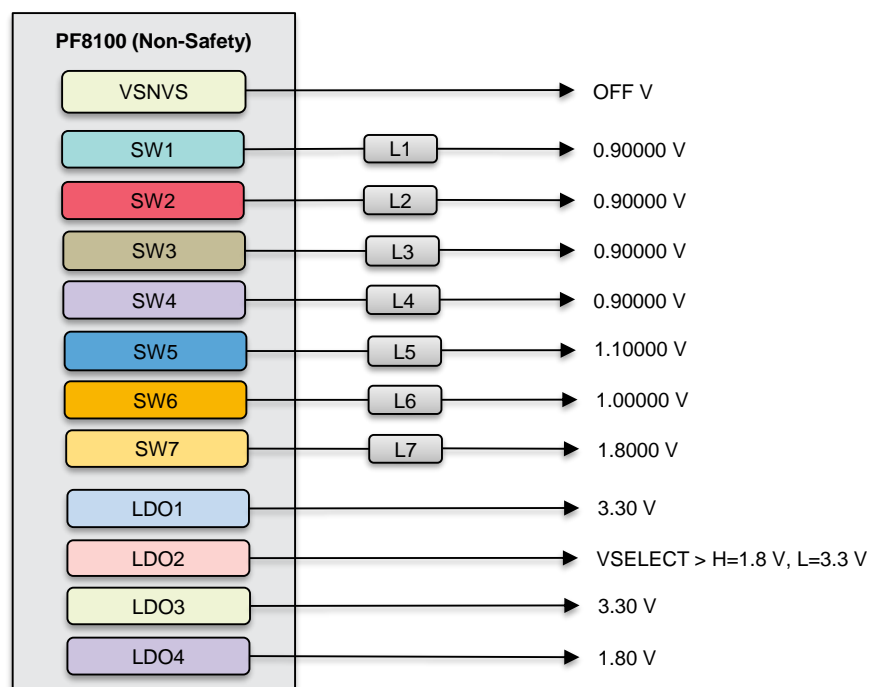 PF8100 (Non-Safety)
VSNVS OFF V
SW1 L1 0.90000 V
SW2 L2 0.90000 V
SW3 L3 0.90000 V
SW4 L4 0.90000 V
SW5 L5 1.10000 V
SW6 L6 1.00000 V
SW7 L7 1.8000 V
LDO1 3.30 V
LDO2 VSELECT > H=1.8 V, L=3.3 V
LDO3 3.30 V
LDO4 1.80 V